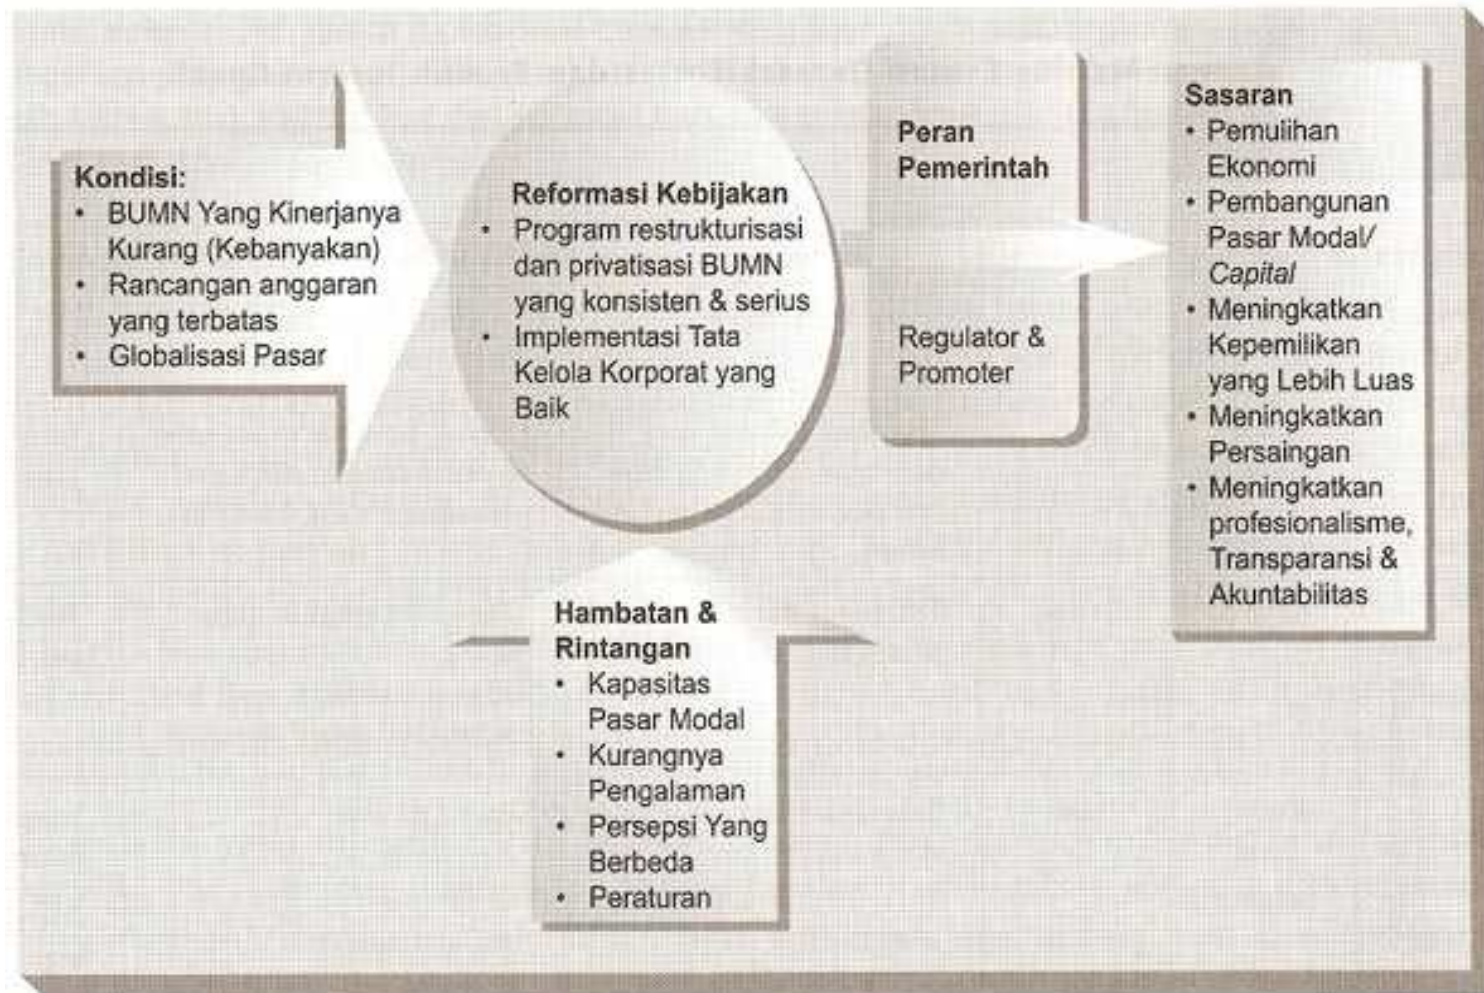 Kondisi:
• BUMN Yang Kinerjanya
Kurang (Kebanyakan)
• Rancangan anggaran
yang terbatas
• Globalisasi Pasar
Reformasi Kebijakan
• Program restrukturisasi
dan privatisasi BUMN
yang konsisten & serius
• Implementasi Tata
Kelola Korporat yang
Baik
Peran
Pemerintah
Regulator &
Promoter
Sasaran
• Pemulihan
Ekonomi
• Pembangunan
Pasar Modal/
Capital
• Meningkatkan
Kepemilikan
yang Lebih Luas
• Meningkatkan
Persaingan
• Meningkatkan
profesionalisme,
Transparansi &
Akuntabilitas
Hambatan &
Rintangan
• Kapasitas
Pasar Modal
• Kurangnya
Pengalaman
• Persepsi Yang
Berbeda
• Peraturan